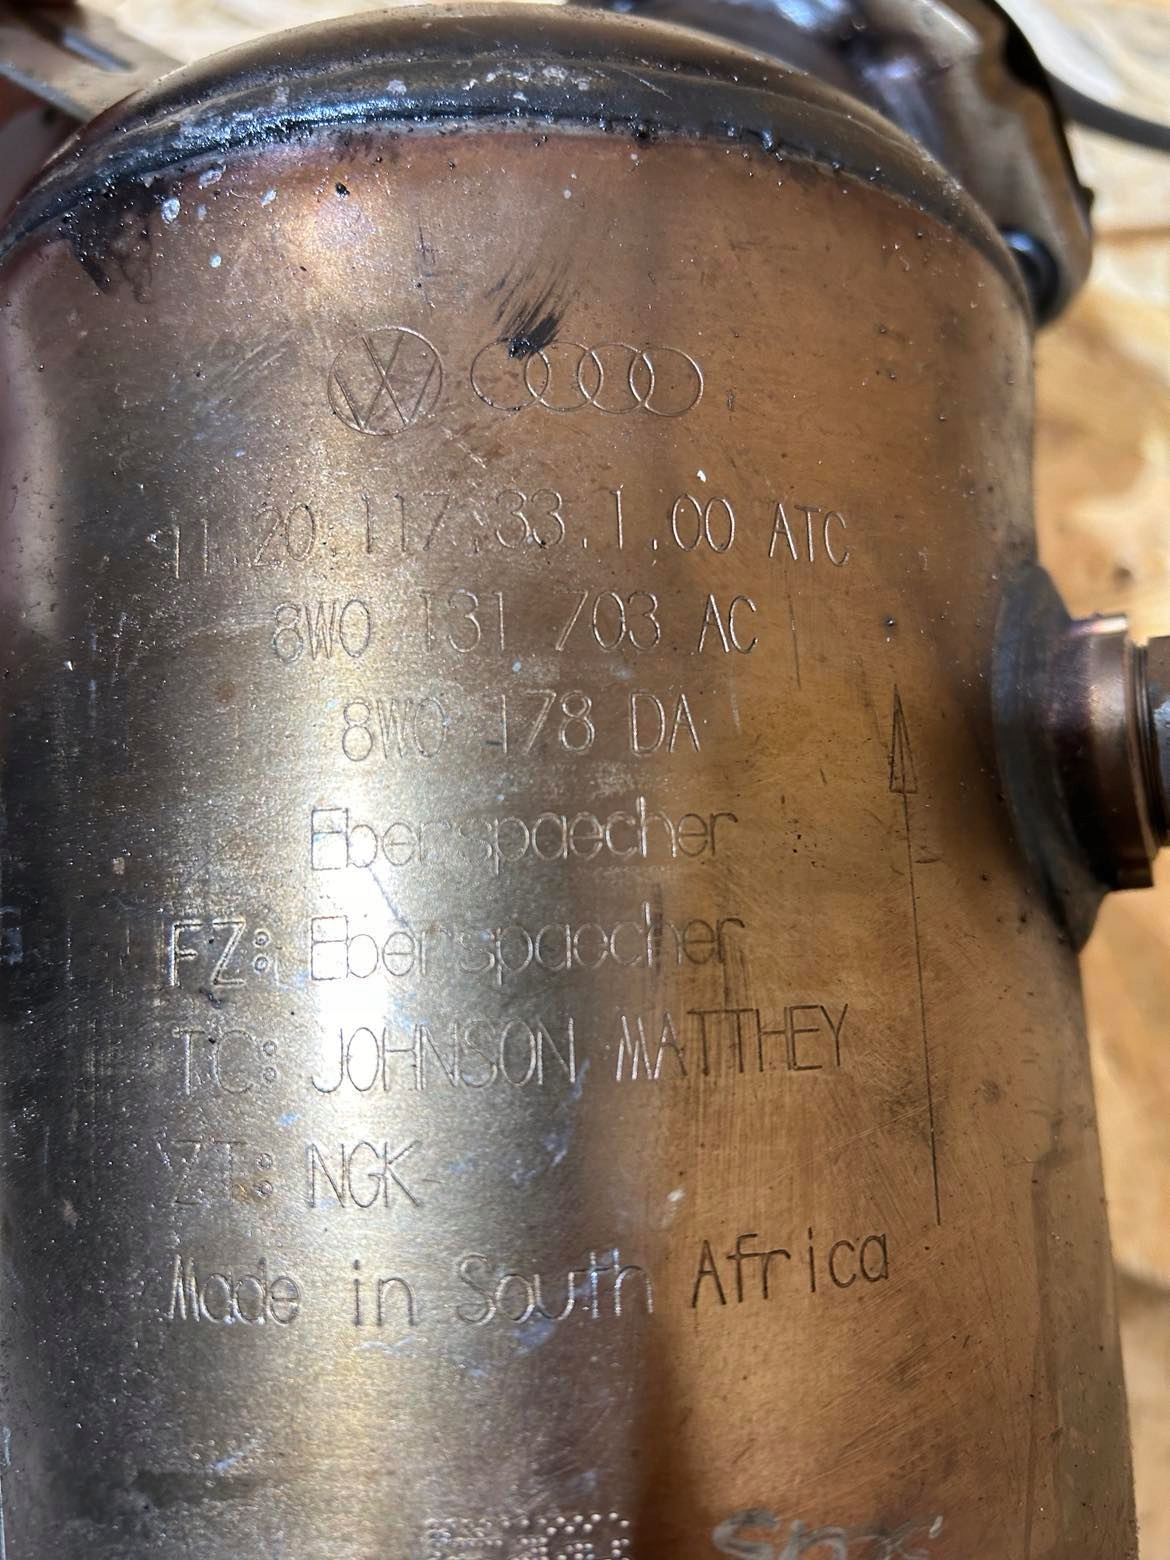 11.20.117.33.1.00 ATC
8W0 131 703 AC
8W0 178 DA
Eberspaecher
FZ: Eberspaecher
TC: JOHNSON MATTHEY
ZT: NGK
Made in South Africa